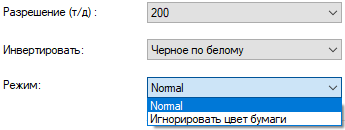 Разрешение (т/д) : 200
Инвертировать: Черное по белому
Режим: Normal
Normal
Игнорировать цвет бумаги